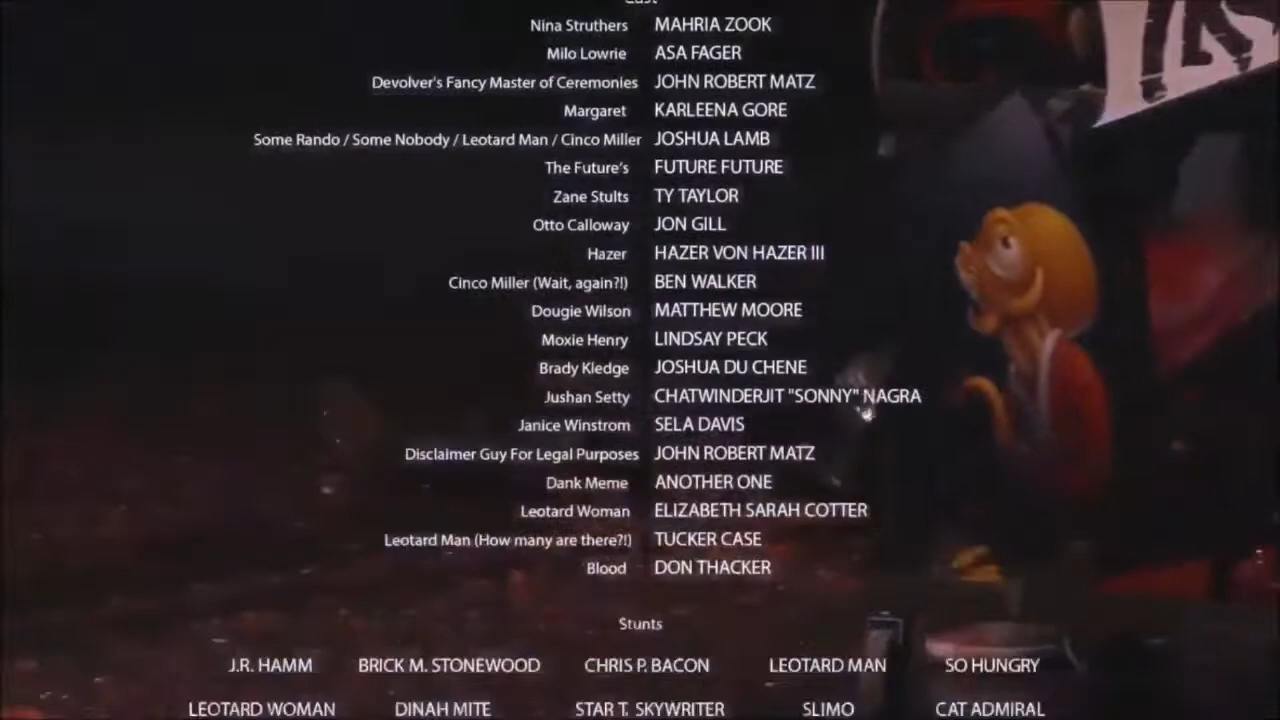 Cast
Nina Struthers MAHRIA ZOOK
Milo Lowrie ASA FAGER
Devolver's Fancy Master of Ceremonies JOHN ROBERT MATZ
Margaret KARLEENA GORE
Some Rando / Some Nobody / Leotard Man / Cinco Miller JOSHUA LAMB
The Future's FUTURE FUTURE
Zane Stults TY TAYLOR
Otto Calloway JON GILL
Hazer HAZER VON HAZER III
Cinco Miller (Wait, again?!) BEN WALKER
Dougie Wilson MATTHEW MOORE
Moxie Henry LINDSAY PECK
Brady Kledge JOSHUA DU CHENE
Jushan Setty CHATWINDERJIT "SONNY" NAGRA
Janice Winstrom SELA DAVIS
Disclaimer Guy For Legal Purposes JOHN ROBERT MATZ
Dank Meme ANOTHER ONE
Leotard Woman ELIZABETH SARAH COTTER
Leotard Man (How many are there?!) TUCKER CASE
Blood DON THACKER
Stunts
J.R. HAMM BRICK M. STONEWOOD CHRIS P. BACON LEOTARD MAN SO HUNGRY
LEOTARD WOMAN DINAH MITE STAR T. SKYWRITER SLIMO CAT ADMIRAL